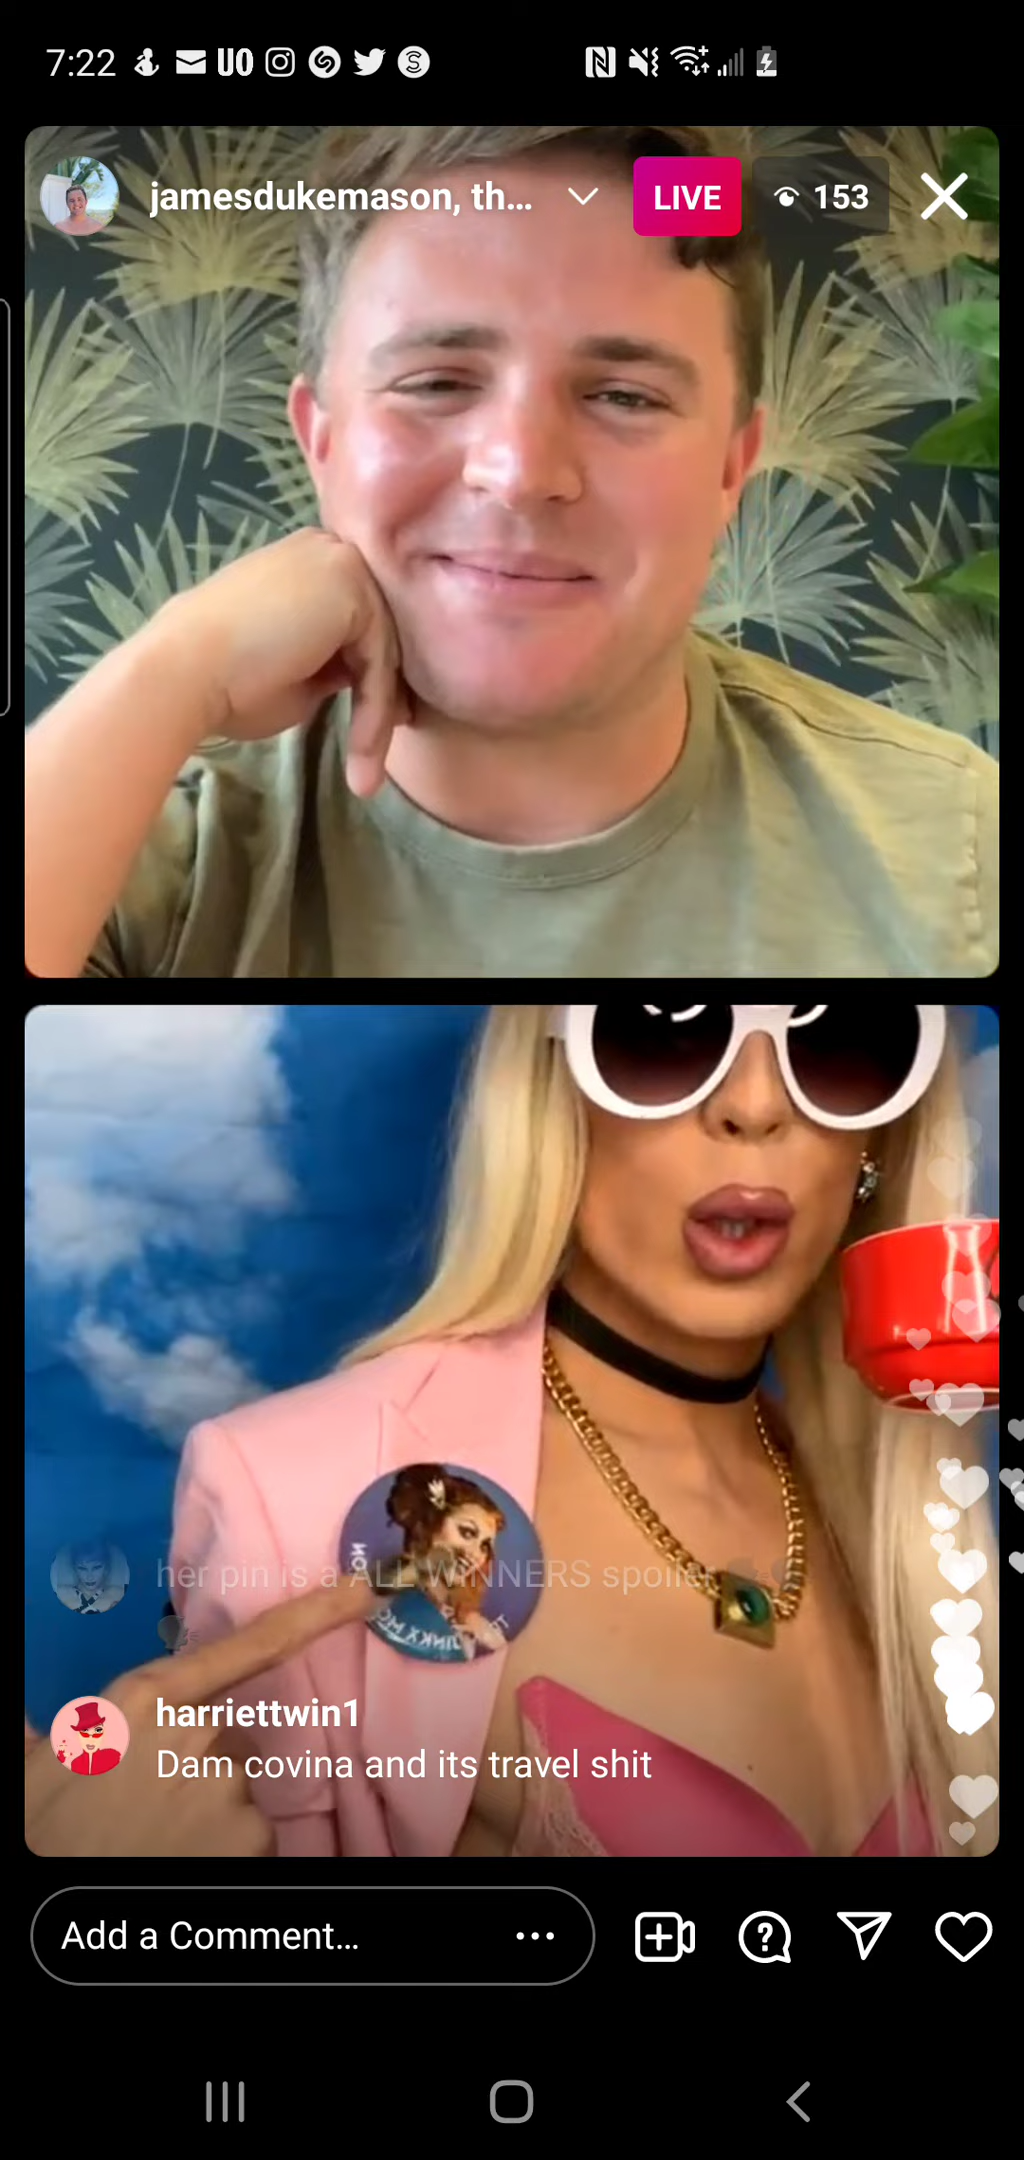 7:22 UO
jamesdukemason, th...
LIVE
153
her pin is a ALL WINNERS spoiler
harriettwin1
Dam covina and its travel shit
Add a Comment...